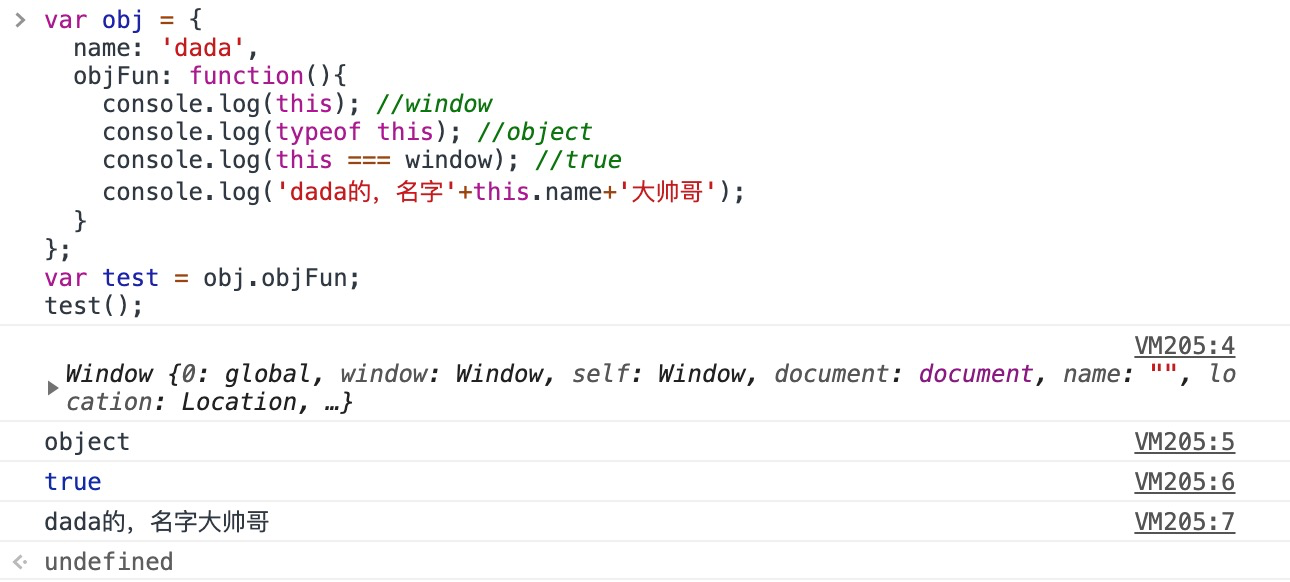 > var obj = {
  name: 'dada',
  objFun: function(){
    console.log(this); //window
    console.log(typeof this); //object
    console.log(this === window); //true
    console.log('dada的，名字'+this.name+'大帅哥');
  }
};
var test = obj.objFun;
test();
VM205:4
▶ Window {0: global, window: Window, self: Window, document: document, name: "", lo
cation: Location, …}
object VM205:5
true VM205:6
dada的，名字大帅哥 VM205:7
undefined